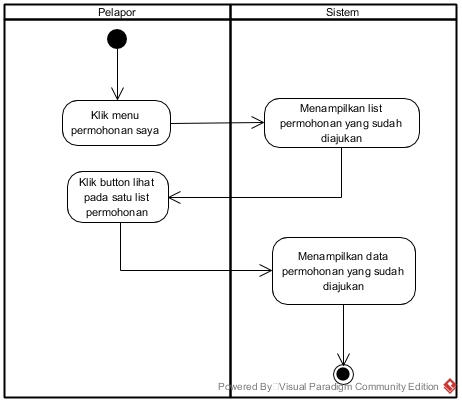 Pelapor
Sistem
Klik menu
permohonan saya
Menampilkan list
permohonan yang sudah
diajukan
Klik button lihat
pada satu list
permohonan
Menampilkan data
permohonan yang sudah
diajukan
Powered By Visual Paradigm Community Edition